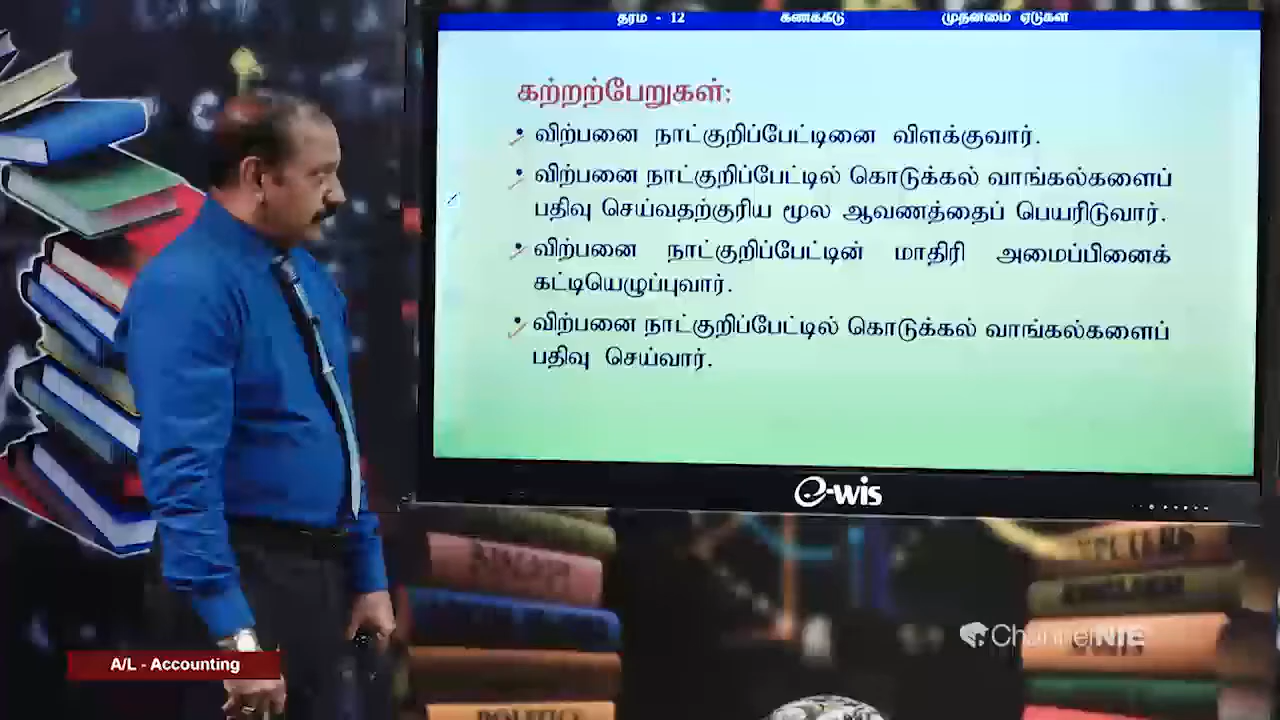 தரம் - 12 கணக்கீடு முதன்மை ஏடுகள்
கற்றற்பேறுகள்:
• விற்பனை நாட்குறிப்பேட்டினை விளக்குவார்.
• விற்பனை நாட்குறிப்பேட்டில் கொடுக்கல் வாங்கல்களைப்
பதிவு செய்வதற்குரிய மூல ஆவணத்தைப் பெயரிடுவார்.
• விற்பனை நாட்குறிப்பேட்டின் மாதிரி அமைப்பினைக்
கட்டியெழுப்புவார்.
• விற்பனை நாட்குறிப்பேட்டில் கொடுக்கல் வாங்கல்களைப்
பதிவு செய்வார்.
e-wis
ChannelNIE
A/L - Accounting